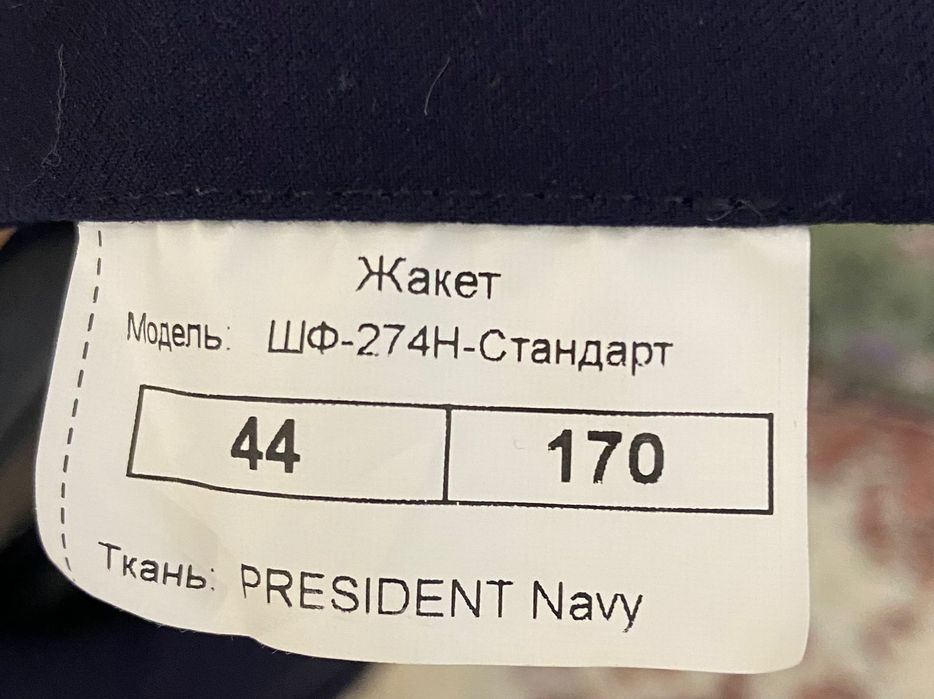 Жакет
Модель: ШФ-274Н-Стандарт
44 170
Ткань: PRESIDENT Navy